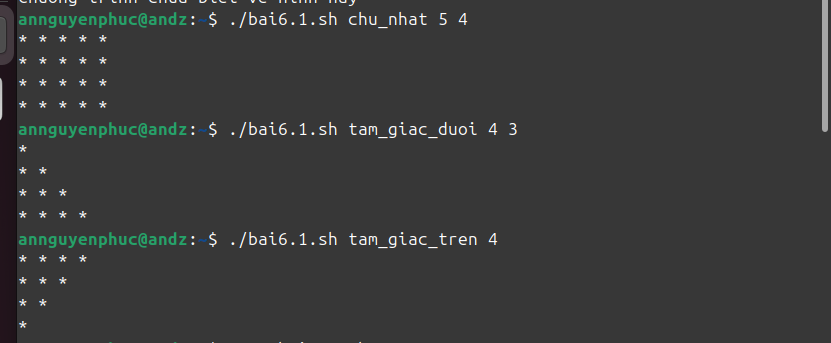 annguyenphuc@andz:~$ ./bai6.1.sh chu_nhat 5 4
* * * * *
* * * * *
* * * * *
* * * * *
annguyenphuc@andz:~$ ./bai6.1.sh tam_giac_duoi 4 3
*
* *
* * *
* * * *
annguyenphuc@andz:~$ ./bai6.1.sh tam_giac_tren 4
* * * *
* * *
* *
*